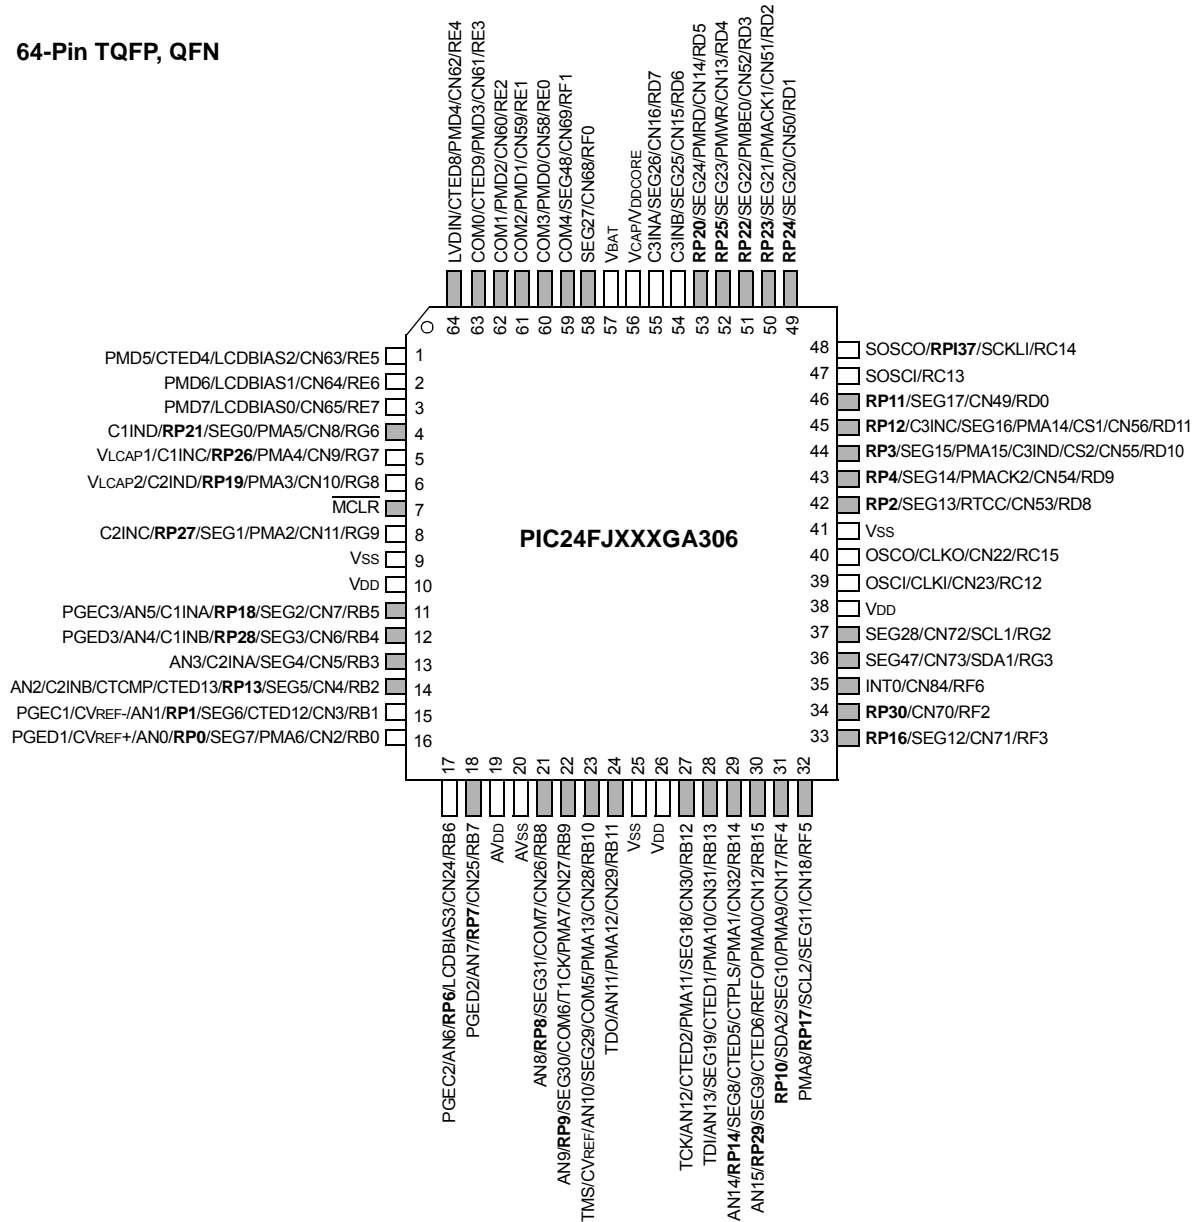 64-Pin TQFP, QFN
LVDIN/CTED8/PMD4/CN62/RE4
COM0/CTED9/PMD3/CN61/RE3
COM1/PMD2/CN60/RE2
COM2/PMD1/CN59/RE1
COM3/PMD0/CN58/RE0
COM4/SEG48/CN69/RF1
SEG27/CN68/RF0
VBAT
VCAP/VDDCORE
C3INA/SEG26/CN16/RD7
C3INB/SEG25/CN15/RD6
RP20/SEG24/PMRD/CN14/RD5
RP25/SEG23/PMWR/CN13/RD4
RP22/SEG22/PMBE0/CN52/RD3
RP23/SEG21/PMACK1/CN51/RD2
RP24/SEG20/CN50/RD1
64
63
62
61
60
59
58
57
56
55
54
53
52
51
50
49
PMD5/CTED4/LCDBIAS2/CN63/RE5 1
PMD6/LCDBIAS1/CN64/RE6 2
PMD7/LCDBIAS0/CN65/RE7 3
C1IND/RP21/SEG0/PMA5/CN8/RG6 4
VLCAP1/C1INC/RP26/PMA4/CN9/RG7 5
VLCAP2/C2IND/RP19/PMA3/CN10/RG8 6
MCLR 7
C2INC/RP27/SEG1/PMA2/CN11/RG9 8
VSS 9
VDD 10
PGEC3/AN5/C1INA/RP18/SEG2/CN7/RB5 11
PGED3/AN4/C1INB/RP28/SEG3/CN6/RB4 12
AN3/C2INA/SEG4/CN5/RB3 13
AN2/C2INB/CTCMP/CTED13/RP13/SEG5/CN4/RB2 14
PGEC1/CVREF-/AN1/RP1/SEG6/CTED12/CN3/RB1 15
PGED1/CVREF+/AN0/RP0/SEG7/PMA6/CN2/RB0 16
PIC24FJXXXGA306
48 SOSCO/RPI37/SCKLI/RC14
47 SOSCI/RC13
46 RP11/SEG17/CN49/RD0
45 RP12/C3INC/SEG16/PMA14/CS1/CN56/RD11
44 RP3/SEG15/PMA15/C3IND/CS2/CN55/RD10
43 RP4/SEG14/PMACK2/CN54/RD9
42 RP2/SEG13/RTCC/CN53/RD8
41 VSS
40 OSCO/CLKO/CN22/RC15
39 OSCI/CLKI/CN23/RC12
38 VDD
37 SEG28/CN72/SCL1/RG2
36 SEG47/CN73/SDA1/RG3
35 INT0/CN84/RF6
34 RP30/CN70/RF2
33 RP16/SEG12/CN71/RF3
17
18
19
20
21
22
23
24
25
26
27
28
29
30
31
32
PGEC2/AN6/RP6/LCDBIAS3/CN24/RB6
PGED2/AN7/RP7/CN25/RB7
AVDD
AVSS
AN8/RP8/SEG31/COM7/CN26/RB8
AN9/RP9/SEG30/COM6/T1CK/PMA7/CN27/RB9
TMS/CVREF/AN10/SEG29/COM5/PMA13/CN28/RB10
TDO/AN11/PMA12/CN29/RB11
VSS
VDD
TCK/AN12/CTED2/PMA11/SEG18/CN30/RB12
TDI/AN13/SEG19/CTED1/PMA10/CN31/RB13
AN14/RP14/SEG8/CTED5/CTPLS/PMA1/CN32/RB14
AN15/RP29/SEG9/CTED6/REFO/PMA0/CN12/RB15
RP10/SDA2/SEG10/PMA9/CN17/RF4
PMA8/RP17/SCL2/SEG11/CN18/RF5